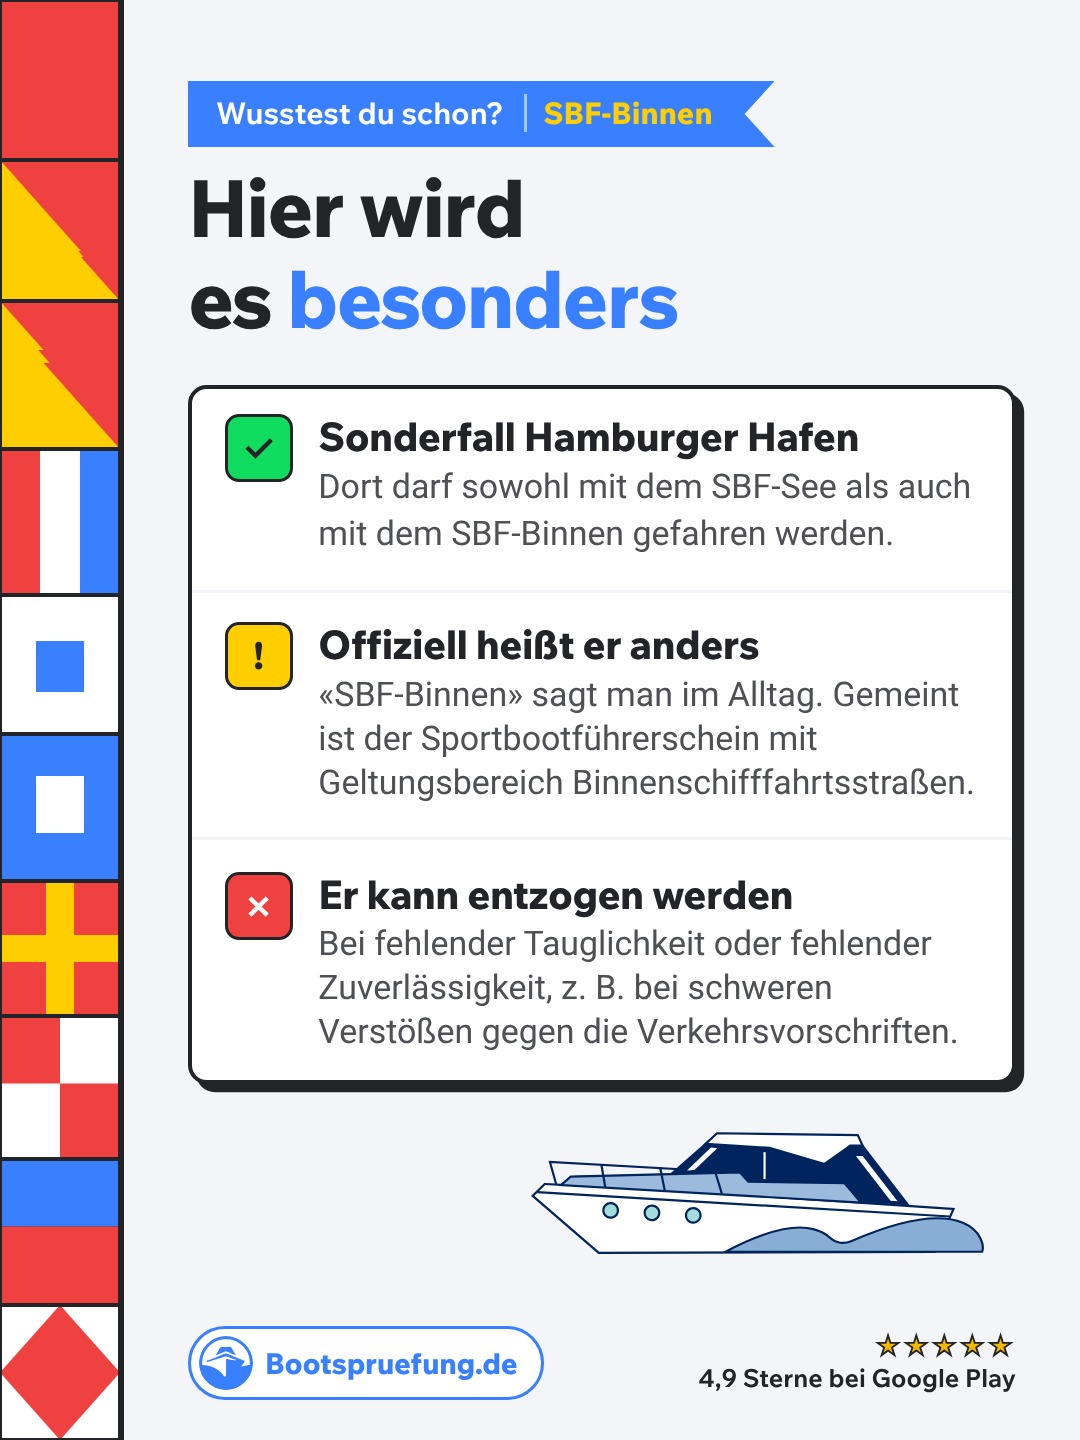 Wusstest du schon? | SBF-Binnen
Hier wird
es besonders
Sonderfall Hamburger Hafen
Dort darf sowohl mit dem SBF-See als auch
mit dem SBF-Binnen gefahren werden.
!
Offiziell heißt er anders
«SBF-Binnen» sagt man im Alltag. Gemeint
ist der Sportbootführerschein mit
Geltungsbereich Binnenschifffahrtsstraßen.
Er kann entzogen werden
Bei fehlender Tauglichkeit oder fehlender
Zuverlässigkeit, z. B. bei schweren
Verstößen gegen die Verkehrsvorschriften.
Bootspruefung.de
4,9 Sterne bei Google Play